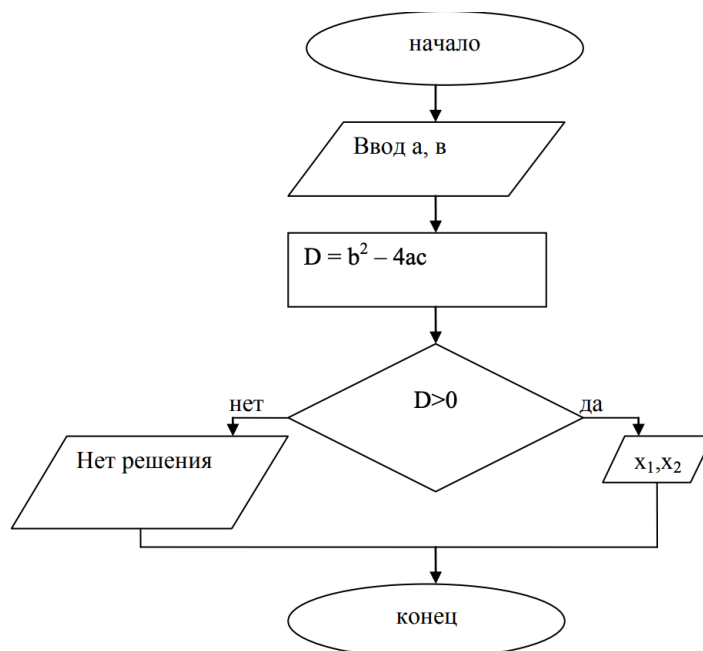 начало
Ввод а, в
D = b² – 4ac
D>0
нет
да
Нет решения
x₁,x₂
конец